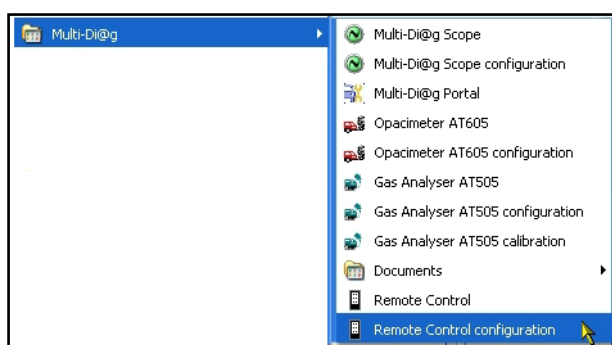 Multi-Di@g
Multi-Di@g Scope
Multi-Di@g Scope configuration
Multi-Di@g Portal
Opacimeter AT605
Opacimeter AT605 configuration
Gas Analyser AT505
Gas Analyser AT505 configuration
Gas Analyser AT505 calibration
Documents
Remote Control
Remote Control configuration